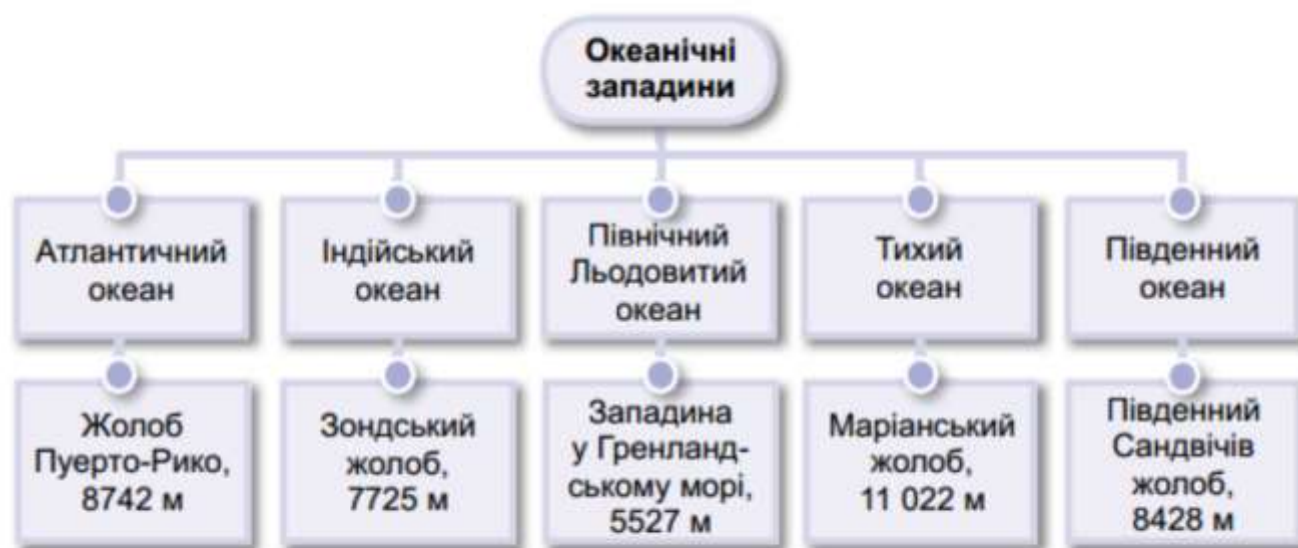 Океанічні
западини
Атлантичний
океан
Індійський
океан
Північний
Льодовитий
океан
Тихий
океан
Південний
океан
Жолоб
Пуерто-Рико,
8742 м
Зондський
жолоб,
7725 м
Западина
у Гренланд-
ському морі,
5527 м
Маріанський
жолоб,
11 022 м
Південний
Сандвічів
жолоб,
8428 м